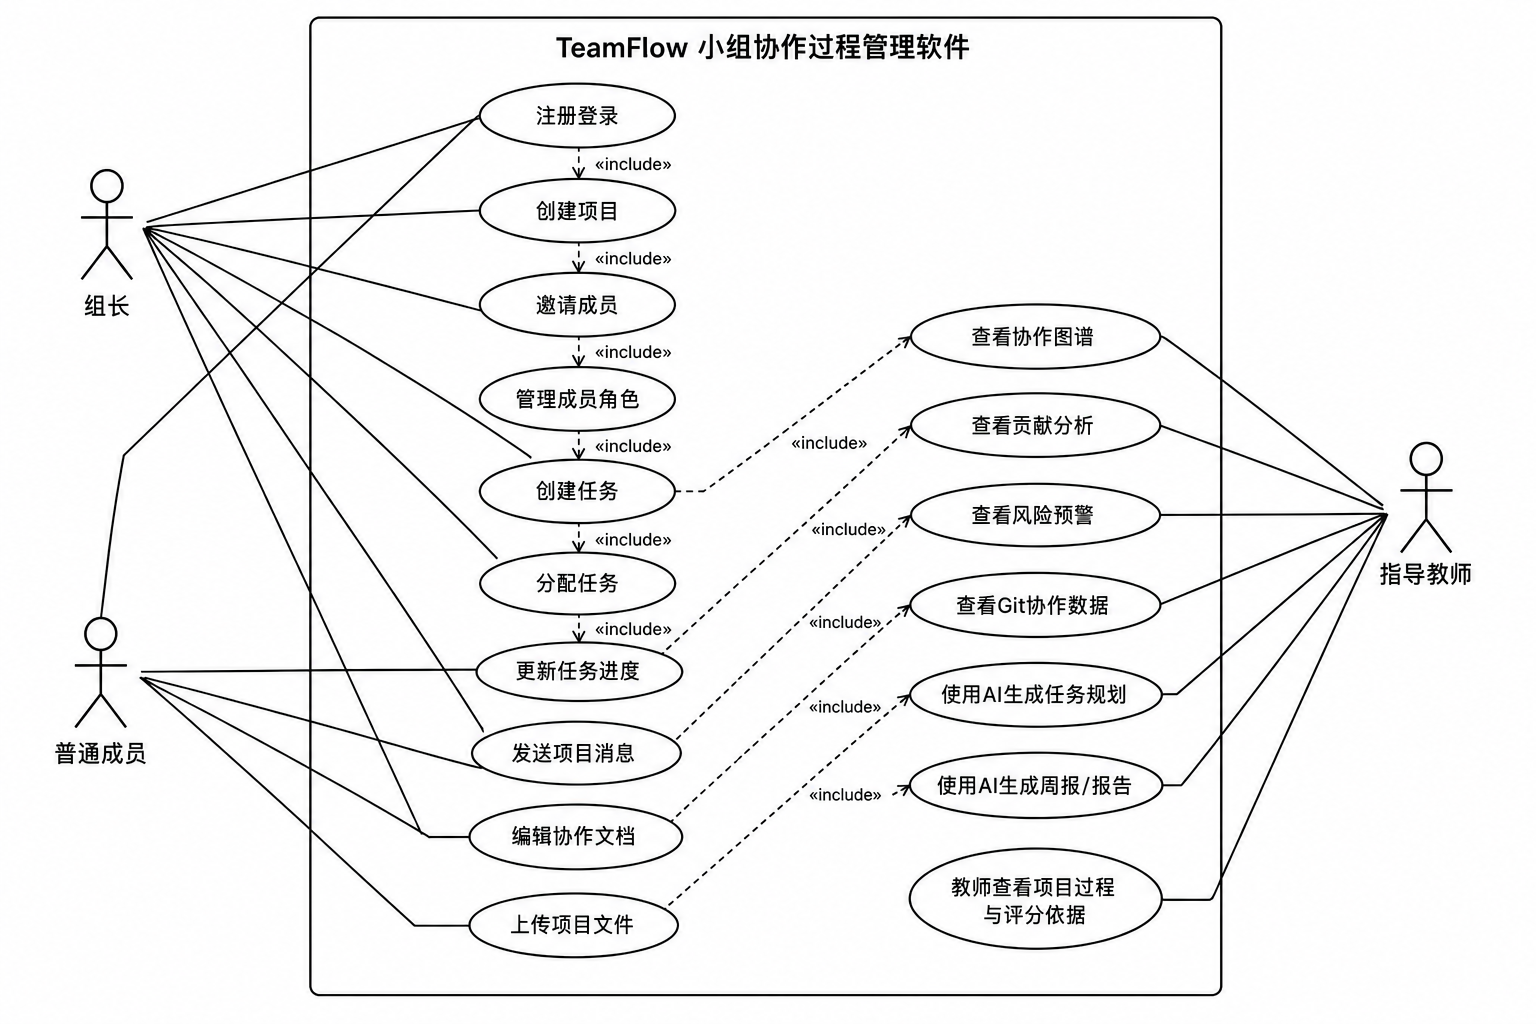 TeamFlow 小组协作过程管理软件
注册登录
«include»
创建项目
«include»
邀请成员
«include»
管理成员角色
«include»
创建任务
«include»
分配任务
«include»
更新任务进度
发送项目消息
编辑协作文档
上传项目文件
«include»
«include»
«include»
«include»
«include»
查看协作图谱
查看贡献分析
查看风险预警
查看Git协作数据
使用AI生成任务规划
使用AI生成周报/报告
教师查看项目过程
与评分依据
组长
普通成员
指导教师